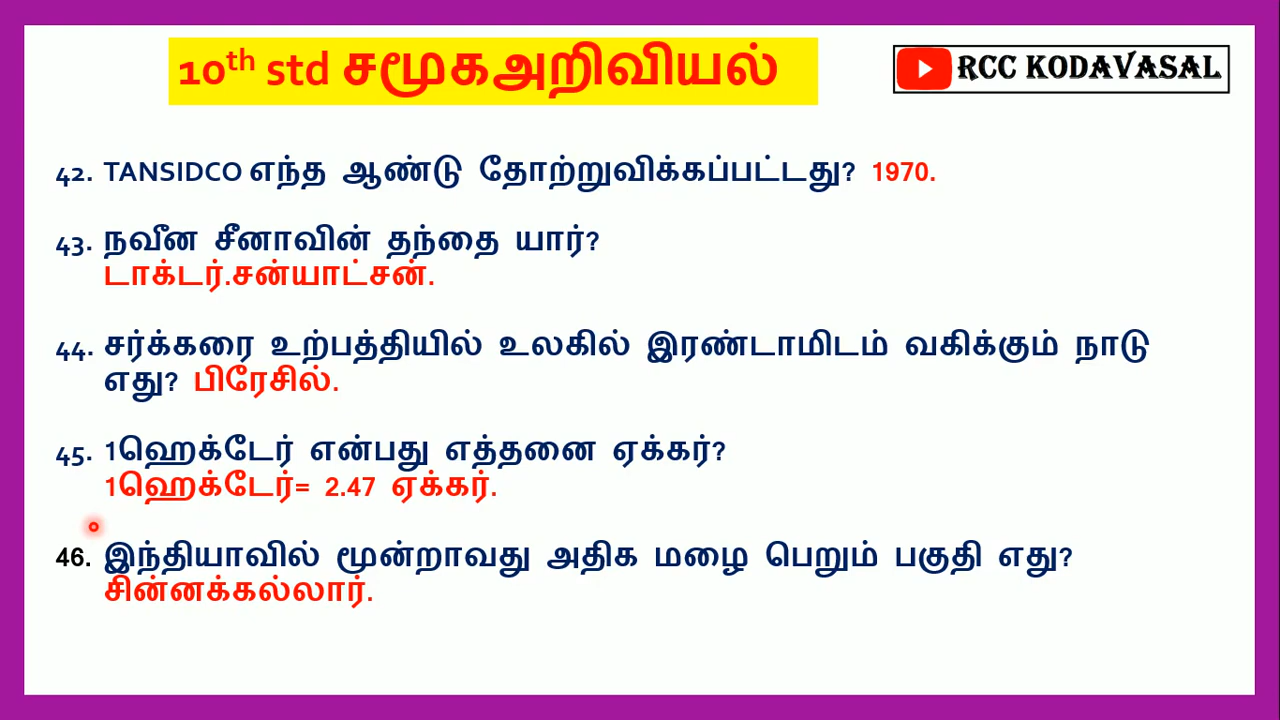 10th std சமூகஅறிவியல்
RCC KODAVASAL
42. TANSIDCO எந்த ஆண்டு தோற்றுவிக்கப்பட்டது? 1970.
43. நவீன சீனாவின் தந்தை யார்?
டாக்டர்.சன்யாட்சன்.
44. சர்க்கரை உற்பத்தியில் உலகில் இரண்டாமிடம் வகிக்கும் நாடு
எது? பிரேசில்.
45. 1ஹெக்டேர் என்பது எத்தனை ஏக்கர்?
1ஹெக்டேர்= 2.47 ஏக்கர்.
46. இந்தியாவில் மூன்றாவது அதிக மழை பெறும் பகுதி எது?
சின்னக்கல்லார்.